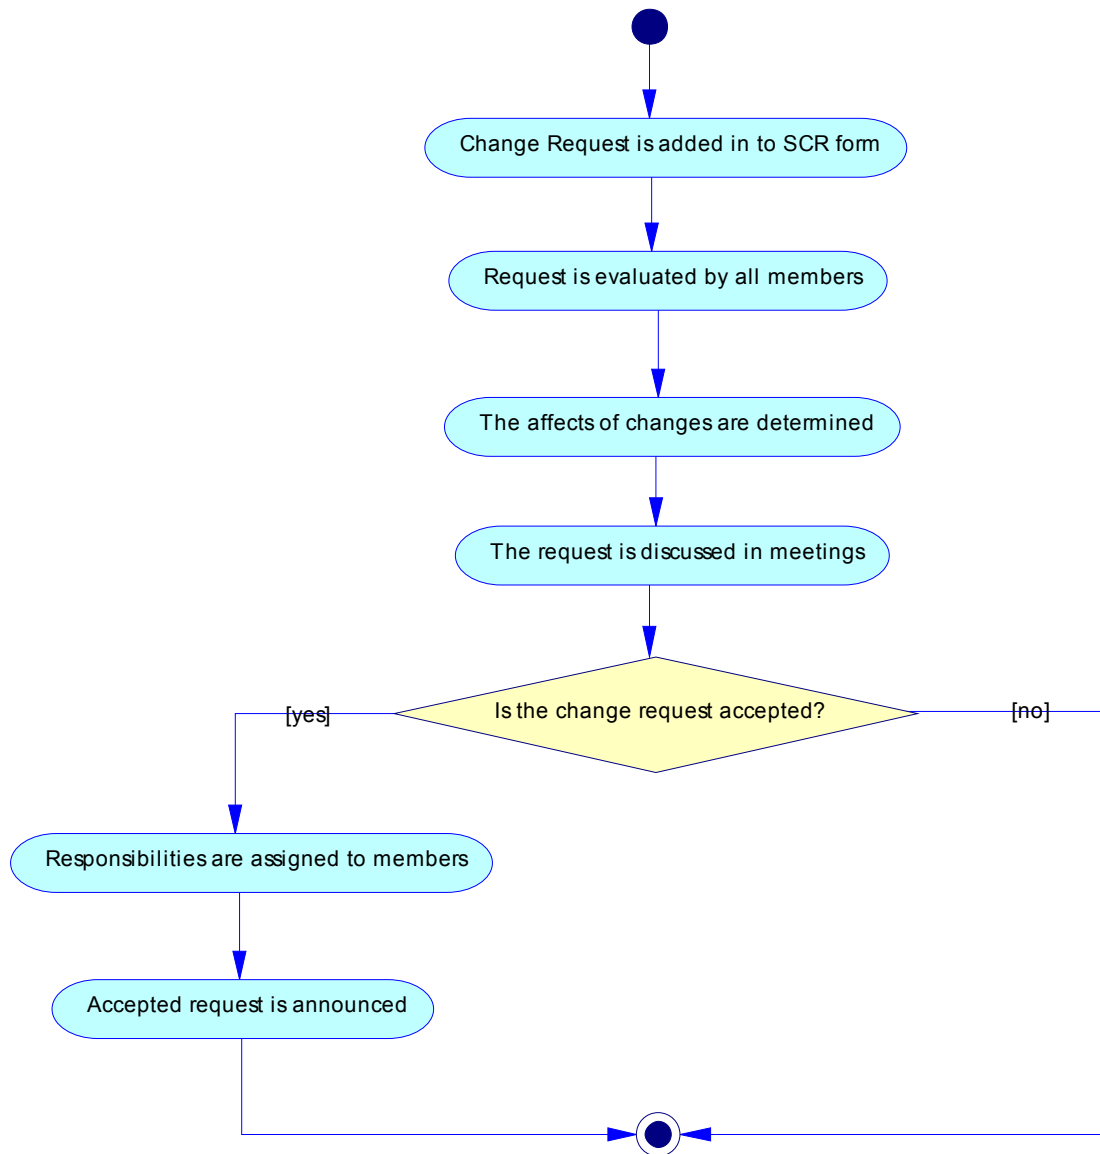 Change Request is added in to SCR form
Request is evaluated by all members
The affects of changes are determined
The request is discussed in meetings
Is the change request accepted?
[yes]
[no]
Responsibilities are assigned to members
Accepted request is announced